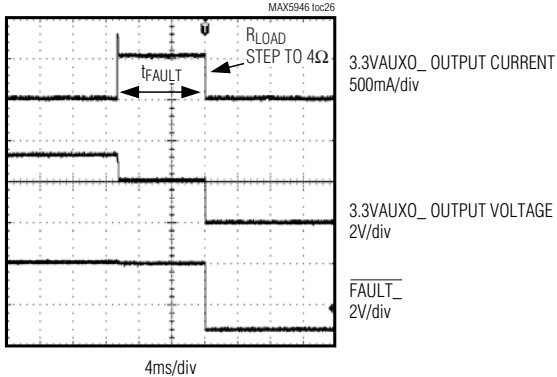 MAX5946 toc26
RLOAD
STEP TO 4Ω
tFAULT
3.3VAUXO_ OUTPUT CURRENT
500mA/div
3.3VAUXO_ OUTPUT VOLTAGE
2V/div
FAULT_
2V/div
4ms/div